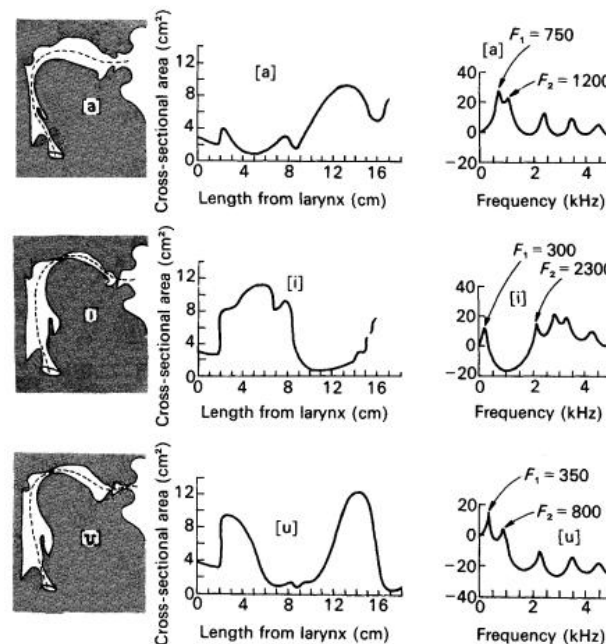 a
Cross-sectional area (cm²)
12
8
4
0
[a]
0 4 8 12 16
Length from larynx (cm)
[a]
F₁ = 750
F₂ = 1200
40
20
0
−20
0 2 4
Frequency (kHz)
i
Cross-sectional area (cm²)
12
8
4
0
[i]
0 4 8 12 16
Length from larynx (cm)
F₁ = 300
F₂ = 2300
[i]
40
20
0
−20
0 2 4
Frequency (kHz)
u
Cross-sectional area (cm²)
12
8
4
0
[u]
0 4 8 12 16
Length from larynx (cm)
F₁ = 350
F₂ = 800
[u]
20
0
−20
−40
0 2 4
Frequency (kHz)